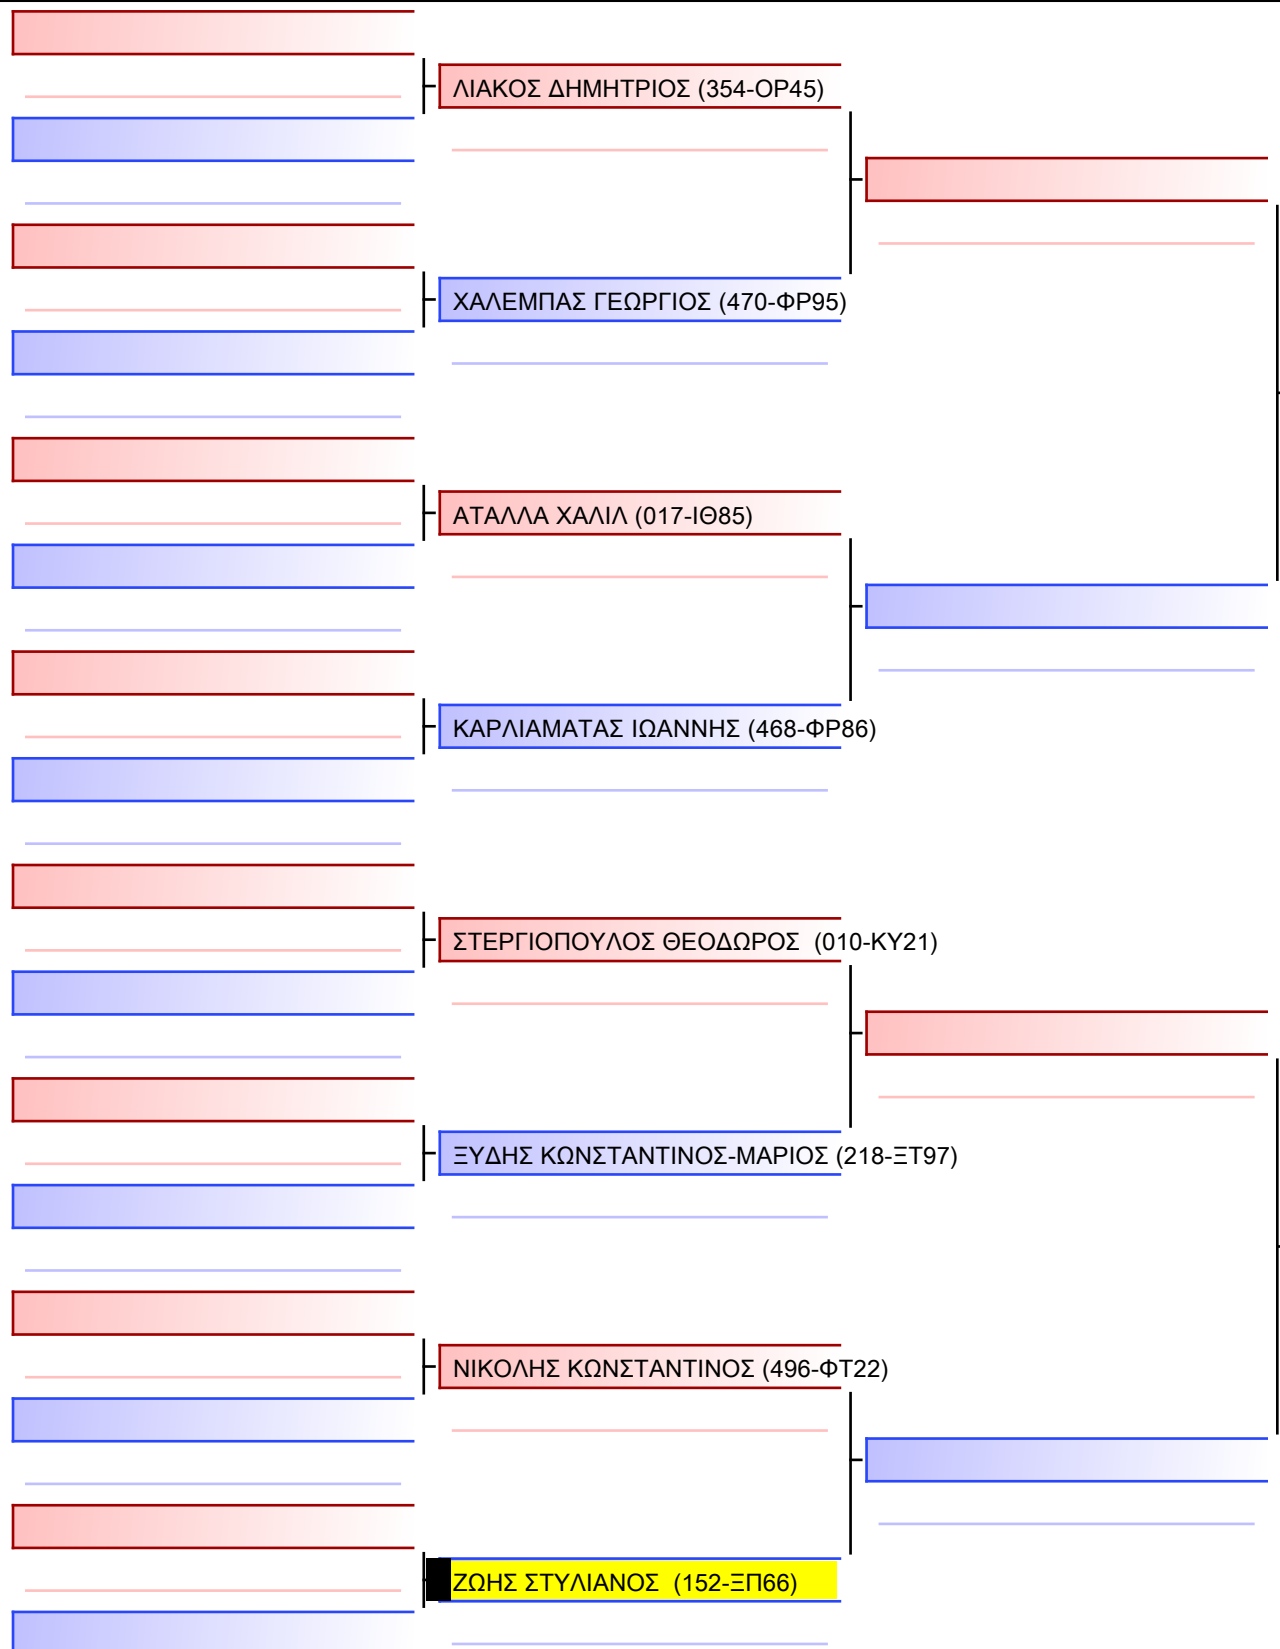 ΛΙΑΚΟΣ ΔΗΜΗΤΡΙΟΣ (354-ΟΡ45)
ΧΑΛΕΜΠΑΣ ΓΕΩΡΓΙΟΣ (470-ΦΡ95)
ΑΤΑΛΛΑ ΧΑΛΙΛ (017-ΙΘ85)
ΚΑΡΛΙΑΜΑΤΑΣ ΙΩΑΝΝΗΣ (468-ΦΡ86)
ΣΤΕΡΓΙΟΠΟΥΛΟΣ ΘΕΟΔΩΡΟΣ  (010-ΚΥ21)
ΞΥΔΗΣ ΚΩΝΣΤΑΝΤΙΝΟΣ-ΜΑΡΙΟΣ (218-ΞΤ97)
ΝΙΚΟΛΗΣ ΚΩΝΣΤΑΝΤΙΝΟΣ (496-ΦΤ22)
ΖΩΗΣ ΣΤΥΛΙΑΝΟΣ  (152-ΞΠ66)